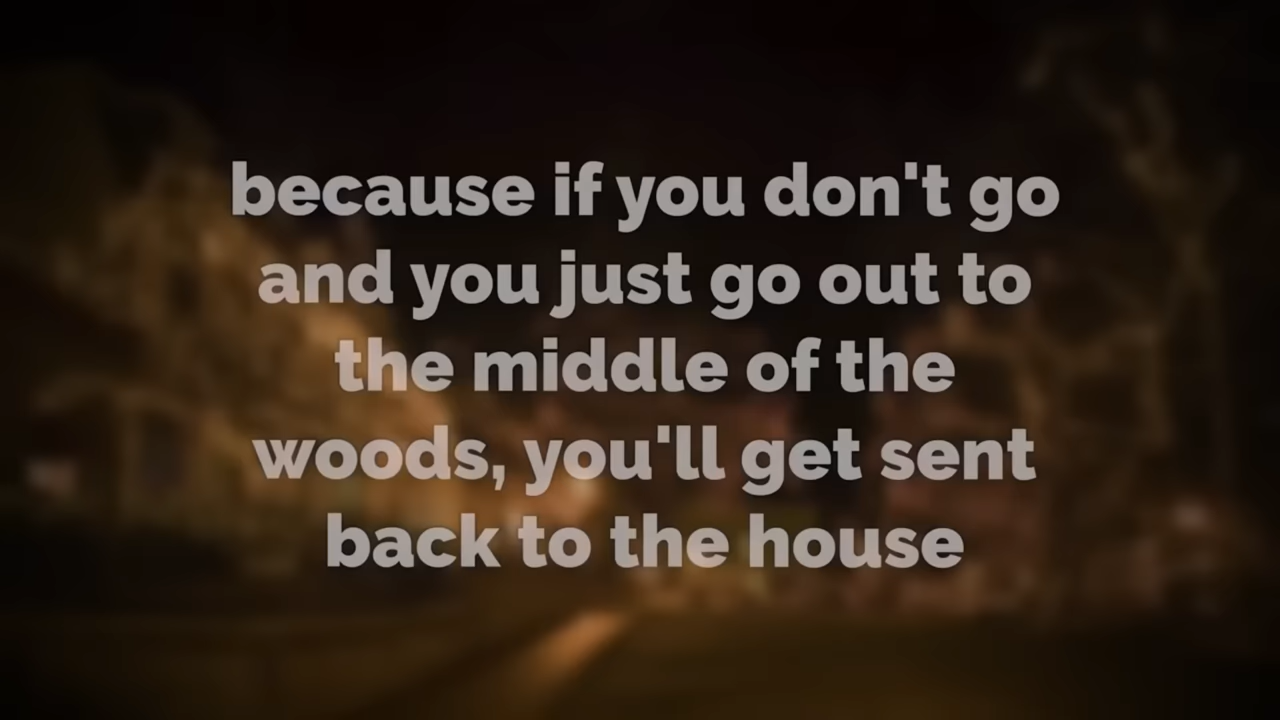 because if you don't go
and you just go out to
the middle of the
woods, you'll get sent
back to the house